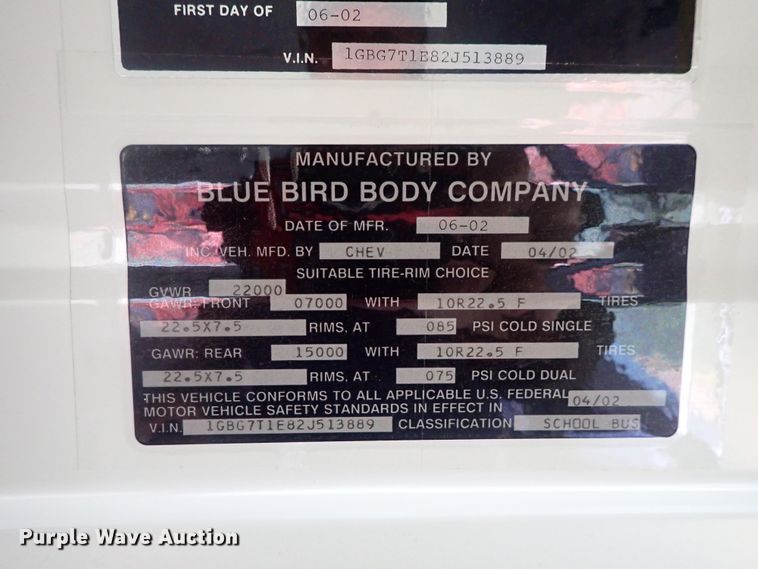 FIRST DAY OF 06-02
V.I.N. 1GBG7T1E82J513889
MANUFACTURED BY
BLUE BIRD BODY COMPANY
DATE OF MFR. 06-02
INC. VEH. MFD. BY CHEV DATE 04/02
SUITABLE TIRE-RIM CHOICE
GVWR 22000
GAWR: FRONT 07000 WITH 10R22.5 F TIRES
22.5X7.5 RIMS. AT 085 PSI COLD SINGLE
GAWR: REAR 15000 WITH 10R22.5 F TIRES
22.5X7.5 RIMS. AT 075 PSI COLD DUAL
THIS VEHICLE CONFORMS TO ALL APPLICABLE U.S. FEDERAL
MOTOR VEHICLE SAFETY STANDARDS IN EFFECT IN 04/02
V.I.N. 1GBG7T1E82J513889 CLASSIFICATION SCHOOL BUS
Purple Wave Auction